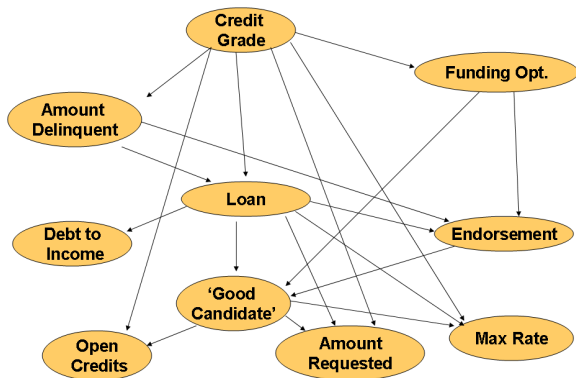 Credit
Grade
Funding Opt.
Amount
Delinquent
Loan
Debt to
Income
Endorsement
‘Good
Candidate’
Open
Credits
Amount
Requested
Max Rate